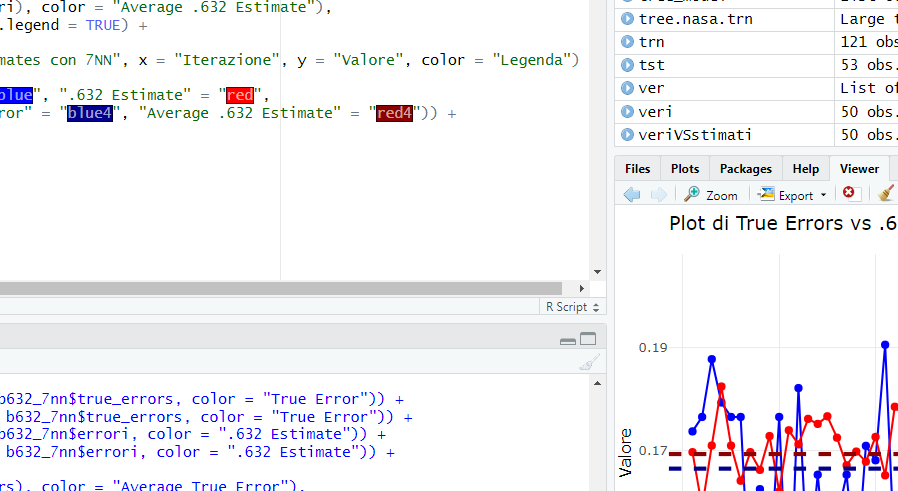 ri), color = "Average .632 Estimate"),
.legend = TRUE) +
mates con 7NN", x = "Iterazione", y = "Valore", color = "Legenda")
blue", ".632 Estimate" = "red",
ror" = "blue4", "Average .632 Estimate" = "red4")) +
R Script
b632_7nn$true_errors, color = "True Error")) +
b632_7nn$true_errors, color = "True Error")) +
b632_7nn$errori, color = ".632 Estimate")) +
b632_7nn$errori, color = ".632 Estimate")) +
rs), color = "Average True Error"),
tree.nasa.trn Large t
trn 121 obs
tst 53 obs.
ver List of
veri 50 obs.
veriVSstimati 50 obs.
Files Plots Packages Help Viewer
Zoom Export
Plot di True Errors vs .6
0.19
0.17
Valore